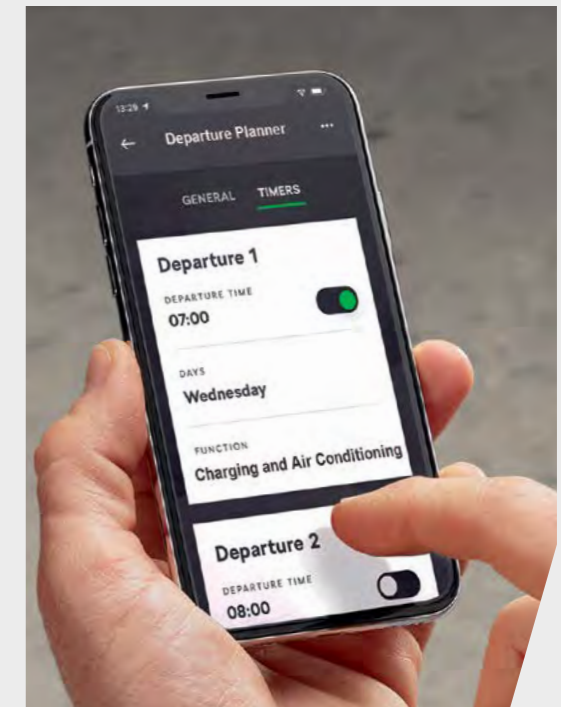 13:29
Departure Planner
GENERAL TIMERS
Departure 1
DEPARTURE TIME
07:00
DAYS
Wednesday
FUNCTION
Charging and Air Conditioning
Departure 2
DEPARTURE TIME
08:00